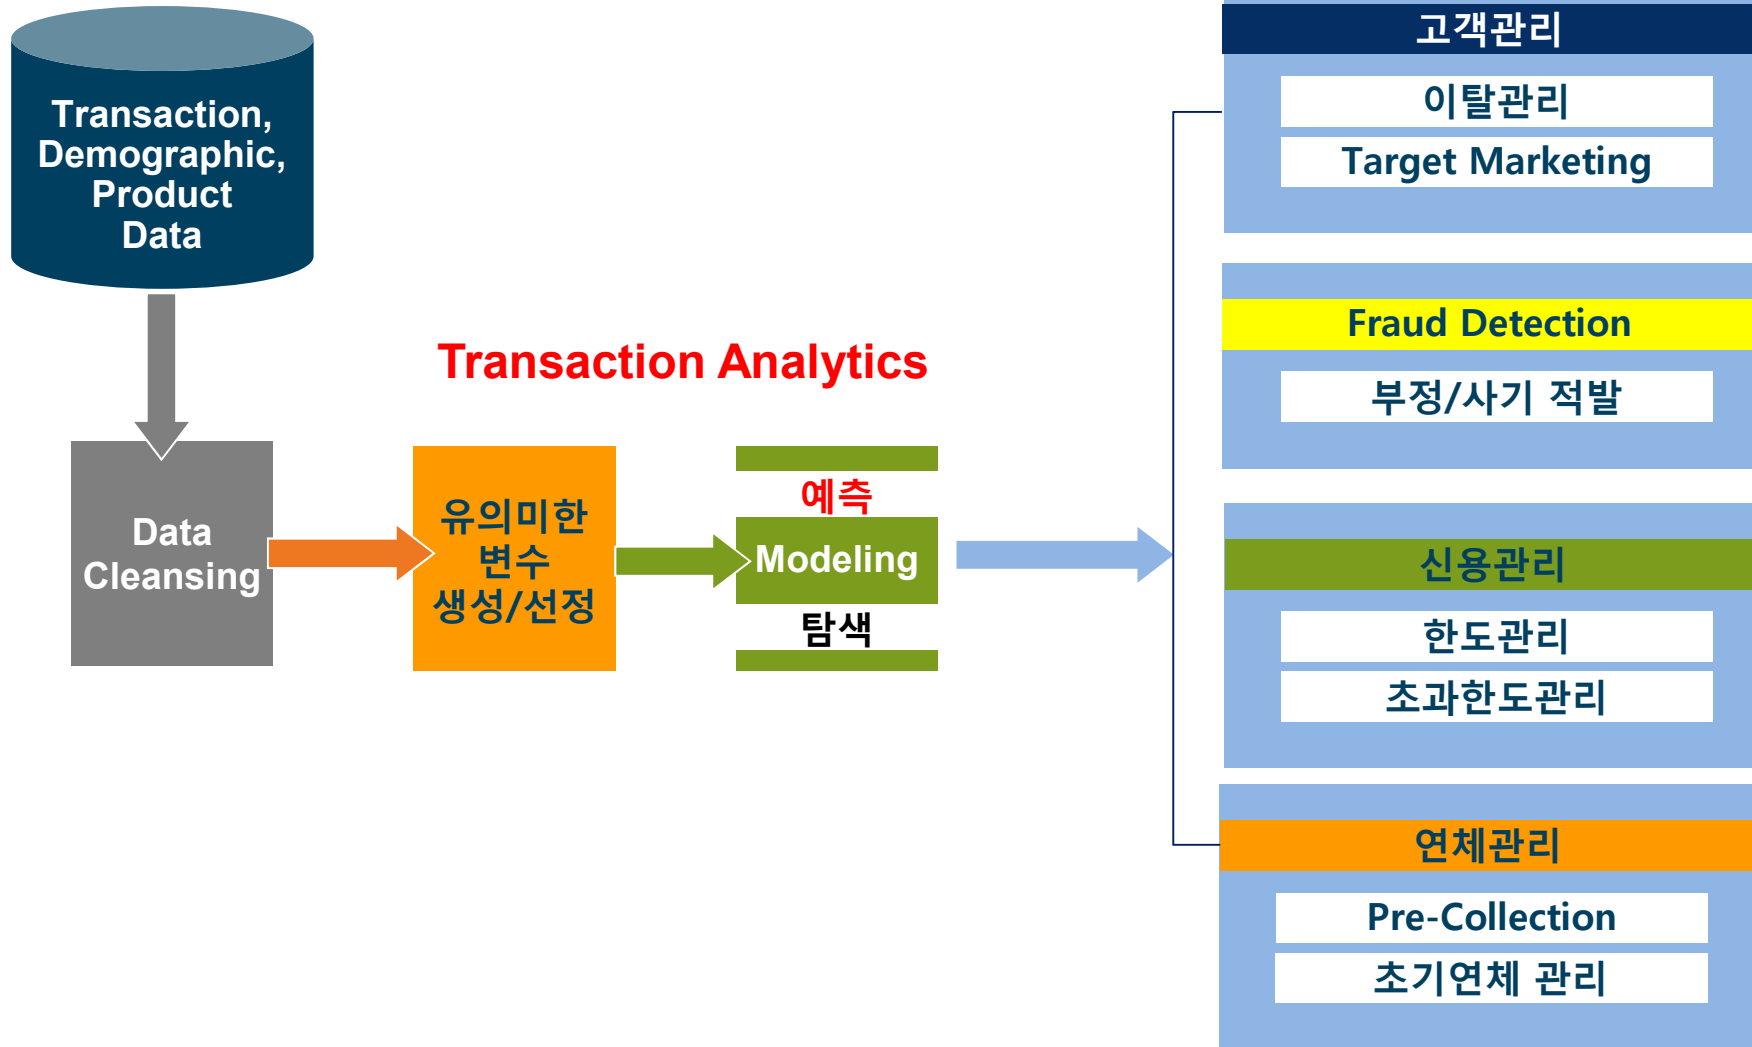 Transaction,
Demographic,
Product
Data
Transaction Analytics
Data
Cleansing
유의미한
변수
생성/선정
예측
Modeling
탐색
고객관리
이탈관리
Target Marketing
Fraud Detection
부정/사기 적발
신용관리
한도관리
초과한도관리
연체관리
Pre-Collection
초기연체 관리